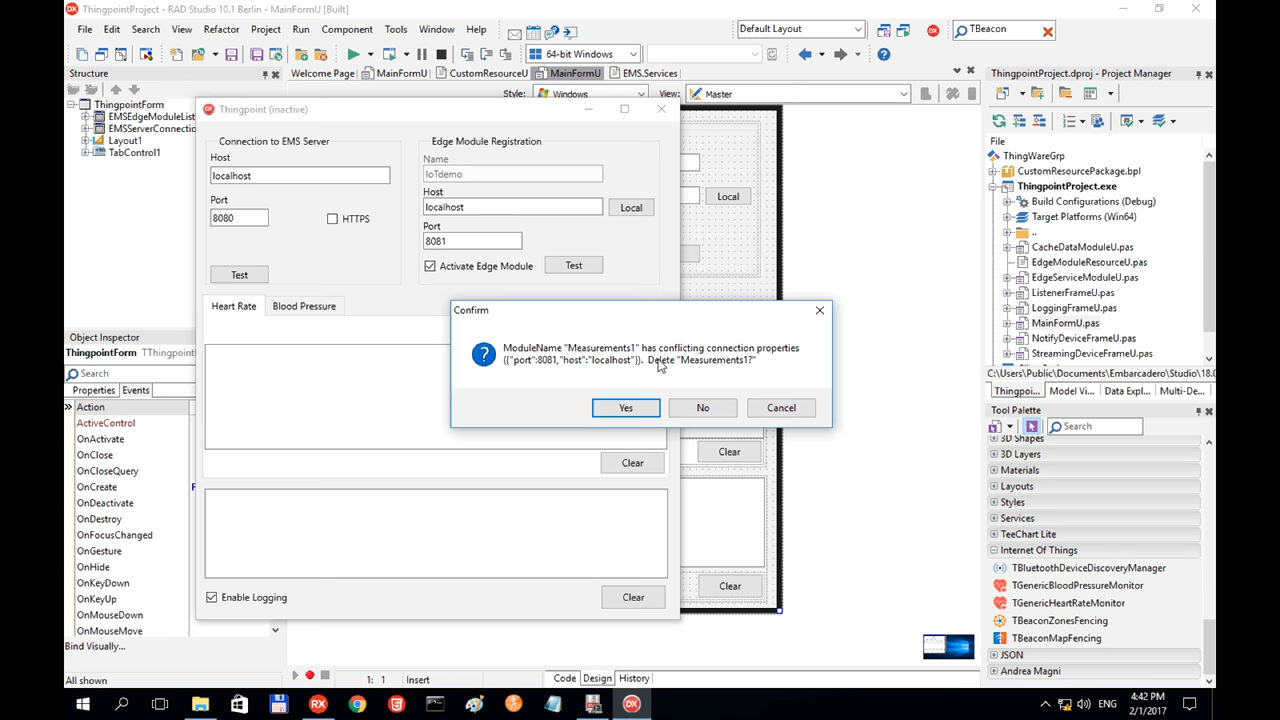 ThingpointProject - RAD Studio 10.1 Berlin - MainFormU [Built]
File Edit Search View Refactor Project Run Component Tools Window Help
Default Layout
TBeacon
64-bit Windows
Structure
Welcome Page MainFormU CustomResourceU MainFormU EMS.Services
Style: Windows View: Master
ThingpointForm
EMSEdgeModuleList
EMSServerConnectio
Layout1
TabControl1
Thingpoint (inactive)
Connection to EMS Server
Host
localhost
Port
8080
HTTPS
Test
Edge Module Registration
Name
IoTdemo
Host
localhost
Local
Port
8081
Activate Edge Module
Test
Local
Heart Rate Blood Pressure
Clear
Enable Logging
Clear
Clear
Clear
Confirm
ModuleName "Measurements1" has conflicting connection properties
({"port":8081,"host":"localhost"}). Delete "Measurements1?"
Yes No Cancel
Object Inspector
ThingpointForm
Search
Properties Events
Action
ActiveControl
OnActivate
OnClose
OnCloseQuery
OnCreate
OnDeactivate
OnDestroy
OnFocusChanged
OnGesture
OnHide
OnKeyDown
OnKeyUp
OnMouseDown
OnMouseMove
Bind Visually...
All shown
1: 1 Insert
Code Design History
ThingpointProject.dproj - Project Manager
File
ThingWareGrp
CustomResourcePackage.bpl
ThingpointProject.exe
Build Configurations (Debug)
Target Platforms (Win64)
..
CacheDataModuleU.pas
EdgeModuleResourceU.pas
EdgeServiceModuleU.pas
ListenerFrameU.pas
LoggingFrameU.pas
MainFormU.pas
NotifyDeviceFrameU.pas
StreamingDeviceFrameU.pas
C:\Users\Public\Documents\Embarcadero\Studio\18.0
Thingpoi... Model Vi... Data Expl... Multi-De...
Tool Palette
Search
3D Shapes
3D Layers
Materials
Layouts
Styles
Services
TeeChart Lite
Internet Of Things
TBluetoothDeviceDiscoveryManager
TGenericBloodPressureMonitor
TGenericHeartRateMonitor
TBeaconZonesFencing
TBeaconMapFencing
JSON
Andrea Magni
ENG
4:42 PM
2/1/2017